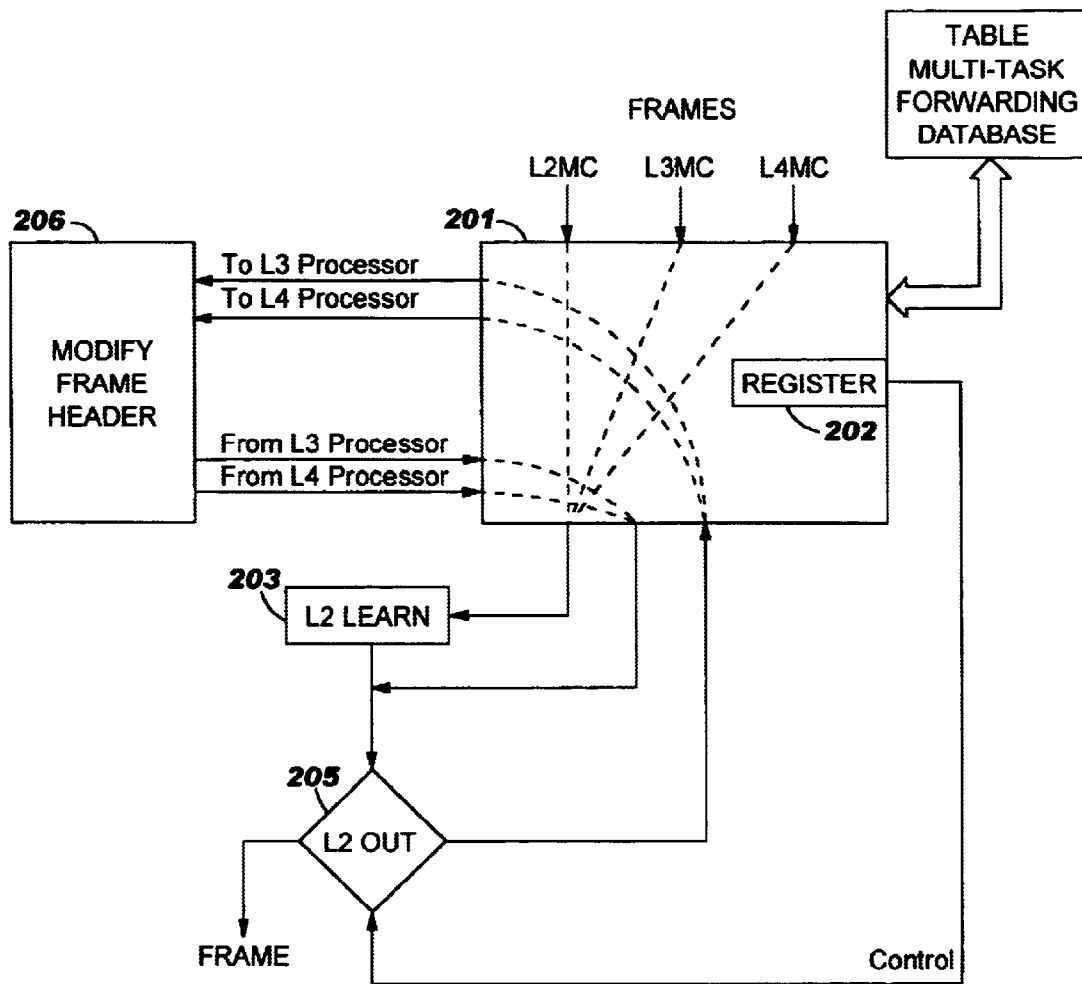 TABLE
MULTI-TASK
FORWARDING
DATABASE
FRAMES
L2MC
L3MC
L4MC
206
201
To L3 Processor
To L4 Processor
MODIFY
FRAME
HEADER
REGISTER
202
From L3 Processor
From L4 Processor
203
L2 LEARN
205
L2 OUT
FRAME
Control